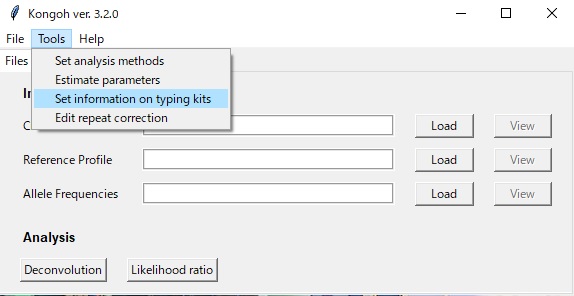 Kongoh ver. 3.2.0
File Tools Help
Files
Set analysis methods
Estimate parameters
Set information on typing kits
Edit repeat correction
Load View
Reference Profile Load View
Allele Frequencies Load View
Analysis
Deconvolution Likelihood ratio